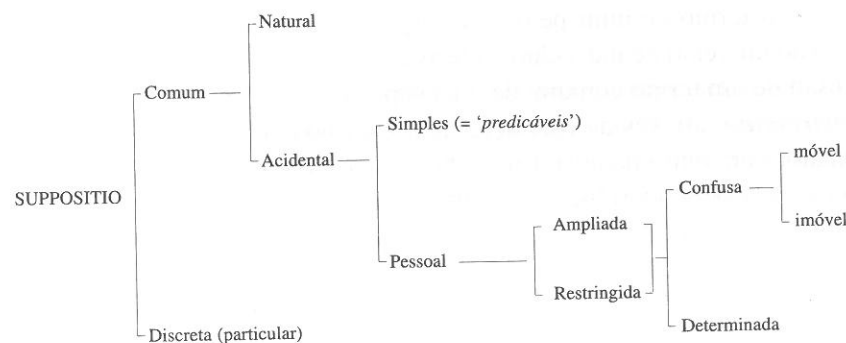 Natural
Comum
Simples (= 'predicáveis')
Acidental
SUPPOSITIO
móvel
Confusa
imóvel
Ampliada
Pessoal
Restringida
Discreta (particular)
Determinada